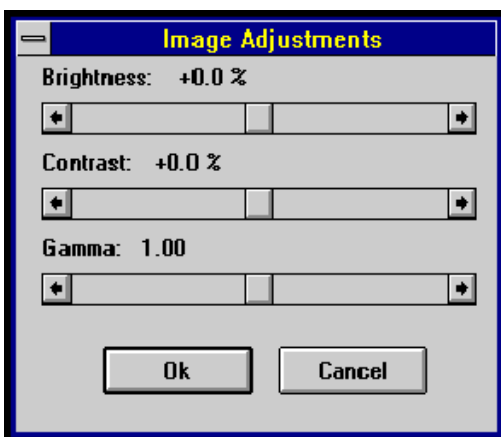 Image Adjustments
Brightness: +0.0 %
Contrast: +0.0 %
Gamma: 1.00
Ok Cancel